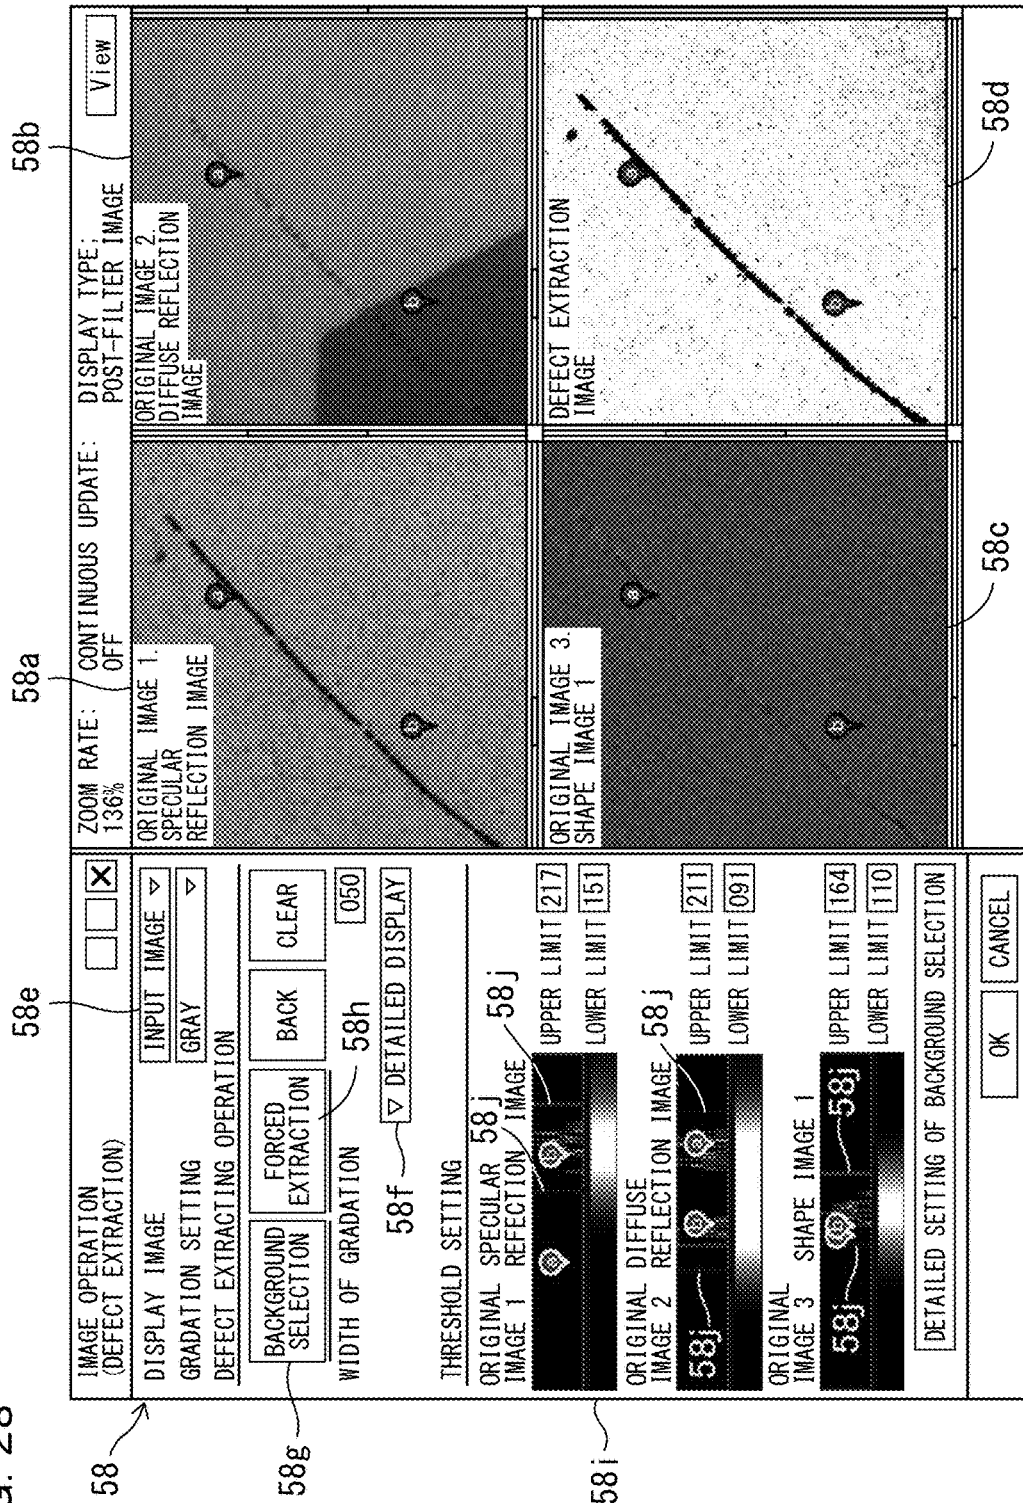 G. 28
58
58e
58a
58b
IMAGE OPERATION
(DEFECT EXTRACTION)
ZOOM RATE:
136%
CONTINUOUS UPDATE:
OFF
DISPLAY TYPE;
POST-FILTER IMAGE
View
DISPLAY IMAGE
INPUT IMAGE
GRADATION SETTING
GRAY
DEFECT EXTRACTING OPERATION
BACKGROUND
SELECTION
FORCED
EXTRACTION
BACK
CLEAR
58g
58h
WIDTH OF GRADATION
050
58f
DETAILED DISPLAY
THRESHOLD SETTING
ORIGINAL SPECULAR
IMAGE 1 REFECTION IMAGE
58j
58j
UPPER LIMIT 217
LOWER LIMIT 151
ORIGINAL DIFFUSE
IMAGE 2 REFLECTION IMAGE
58j
58j
UPPER LIMIT 211
LOWER LIMIT 091
ORIGINAL
IMAGE 3 SHAPE IMAGE 1
58j
58j
UPPER LIMIT 164
LOWER LIMIT 110
58i
DETAILED SETTING OF BACKGROUND SELECTION
OK
CANCEL
ORIGINAL IMAGE 1.
SPECULAR
REFLECTION IMAGE
ORIGINAL IMAGE 2.
DIFFUSE REFLECTION
IMAGE
ORIGINAL IMAGE 3.
SHAPE IMAGE 1
DEFECT EXTRACTION
IMAGE
58c
58d